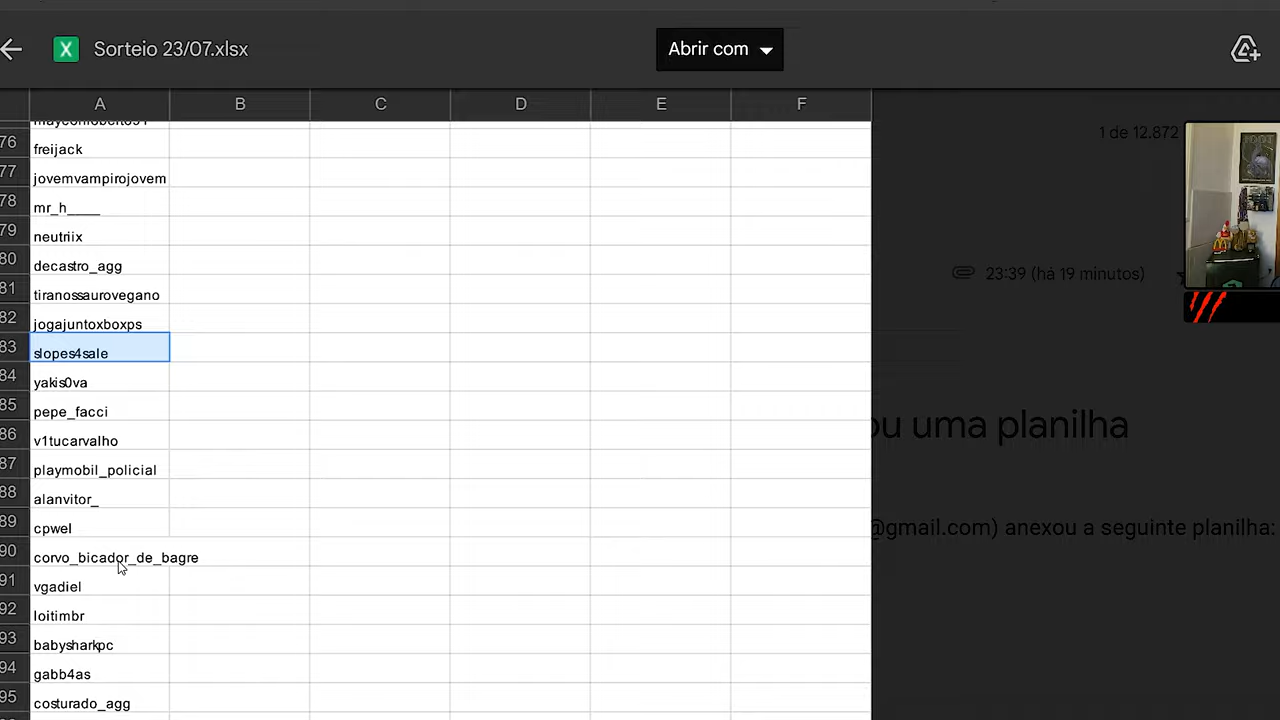 Sorteio 23/07.xlsx
Abrir com
A B C D E F
1 de 12.872
76 freijack
77 jovemvampirojovem
78 mr_h____
79 neutriix
80 decastro_agg
23:39 (há 19 minutos)
81 tiranossaurovegano
82 jogajuntoxboxps
83 slopes4sale
84 yakis0va
85 pepe_facci
ou uma planilha
86 v1tucarvalho
87 playmobil_policial
88 alanvitor_
89 cpwel
@gmail.com) anexou a seguinte planilha:
90 corvo_bicador_de_bagre
91 vgadiel
92 loitimbr
93 babysharkpc
94 gabb4as
95 costurado_agg